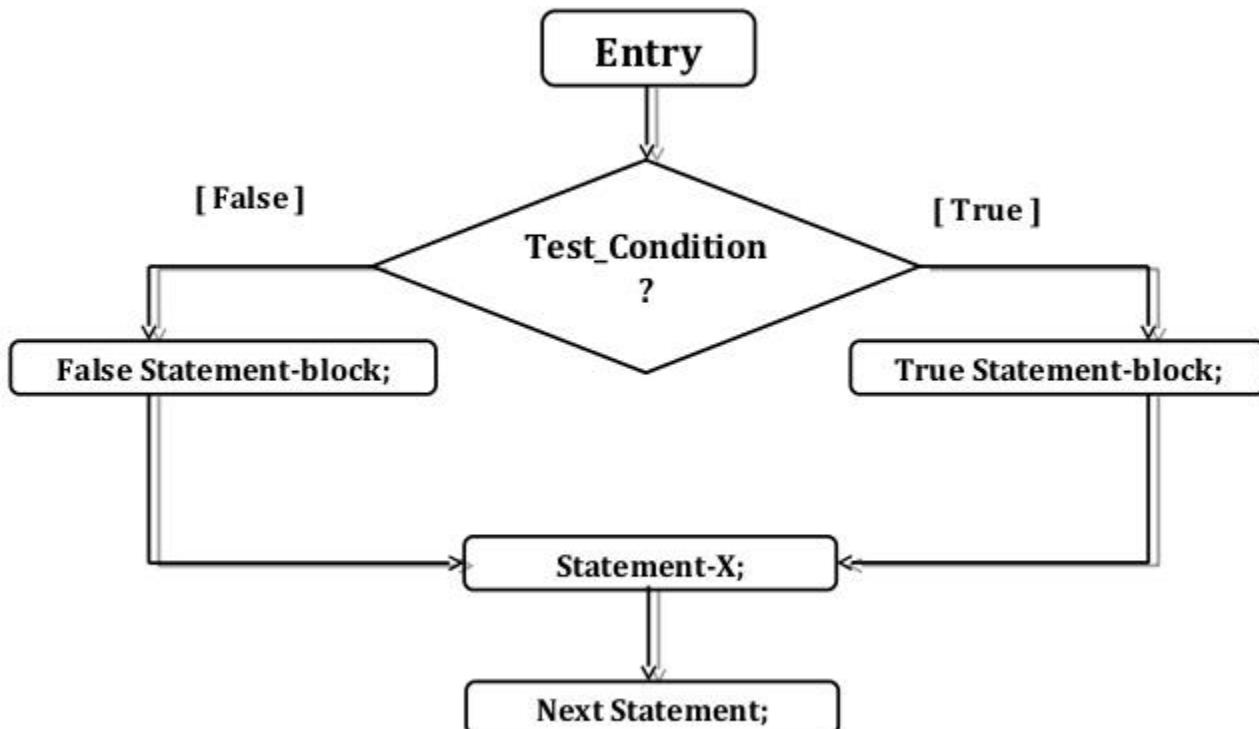 Entry
[ False ]
[ True ]
Test_Condition
?
False Statement-block;
True Statement-block;
Statement-X;
Next Statement;